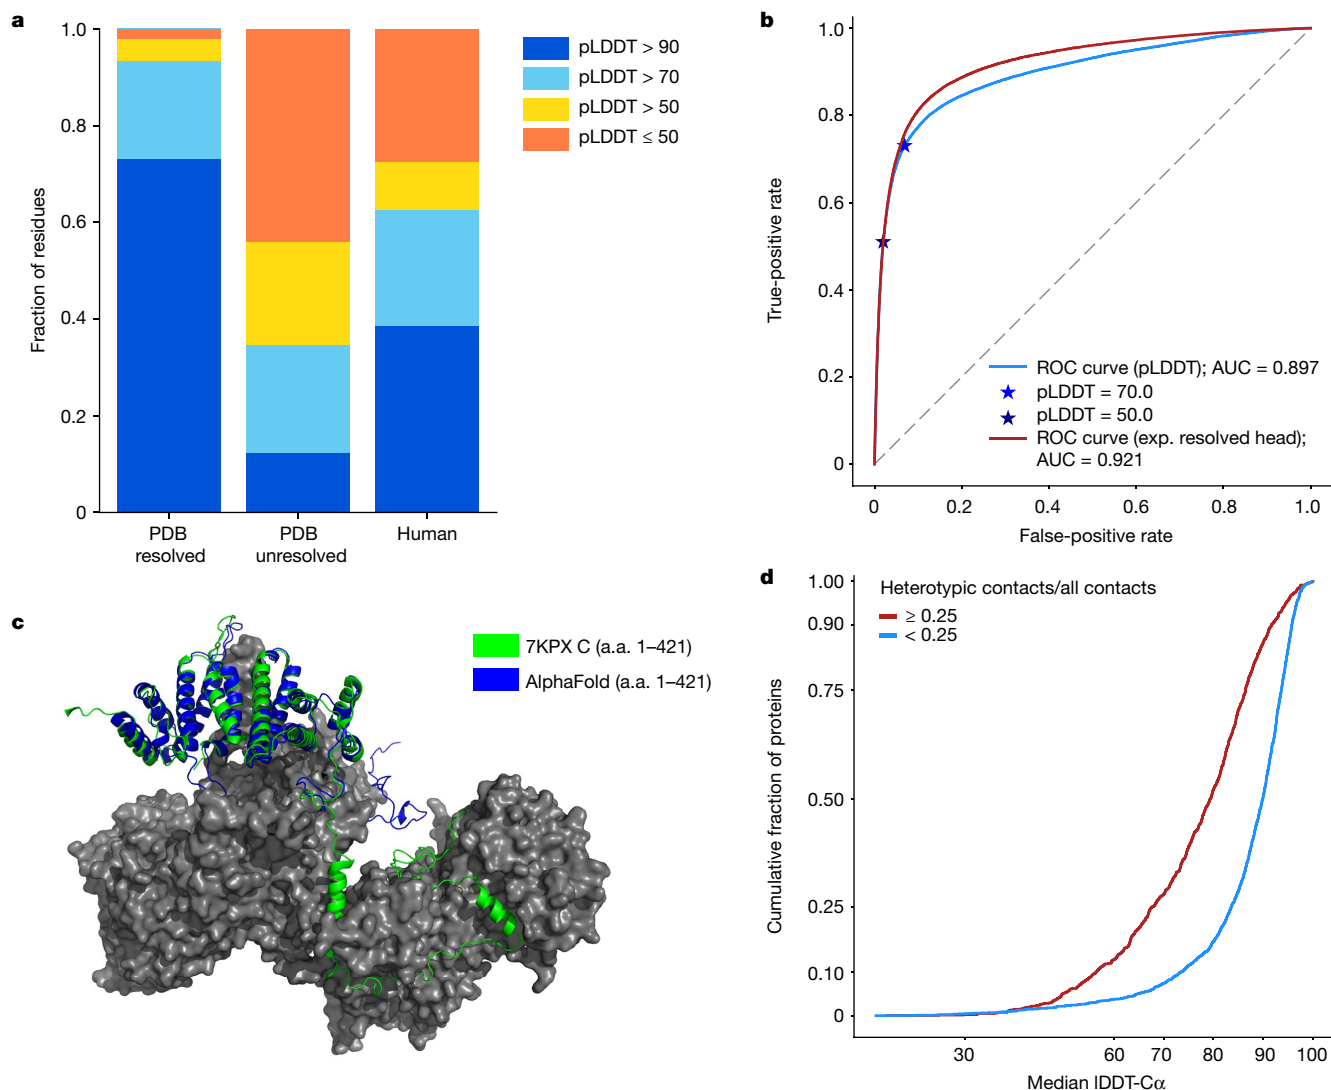 a
1.0
0.8
0.6
0.4
0.2
0
Fraction of residues
PDB
resolved
PDB
unresolved
Human
pLDDT > 90
pLDDT > 70
pLDDT > 50
pLDDT ≤ 50
b
1.0
0.8
0.6
0.4
0.2
0
True-positive rate
0
0.2
0.4
0.6
0.8
1.0
False-positive rate
ROC curve (pLDDT); AUC = 0.897
pLDDT = 70.0
pLDDT = 50.0
ROC curve (exp. resolved head);
AUC = 0.921
c
7KPX C (a.a. 1–421)
AlphaFold (a.a. 1–421)
d
Heterotypic contacts/all contacts
≥ 0.25
< 0.25
1.00
0.90
0.75
0.50
0.25
0.10
0
Cumulative fraction of proteins
30
60
70
80
90
100
Median lDDT-Cα